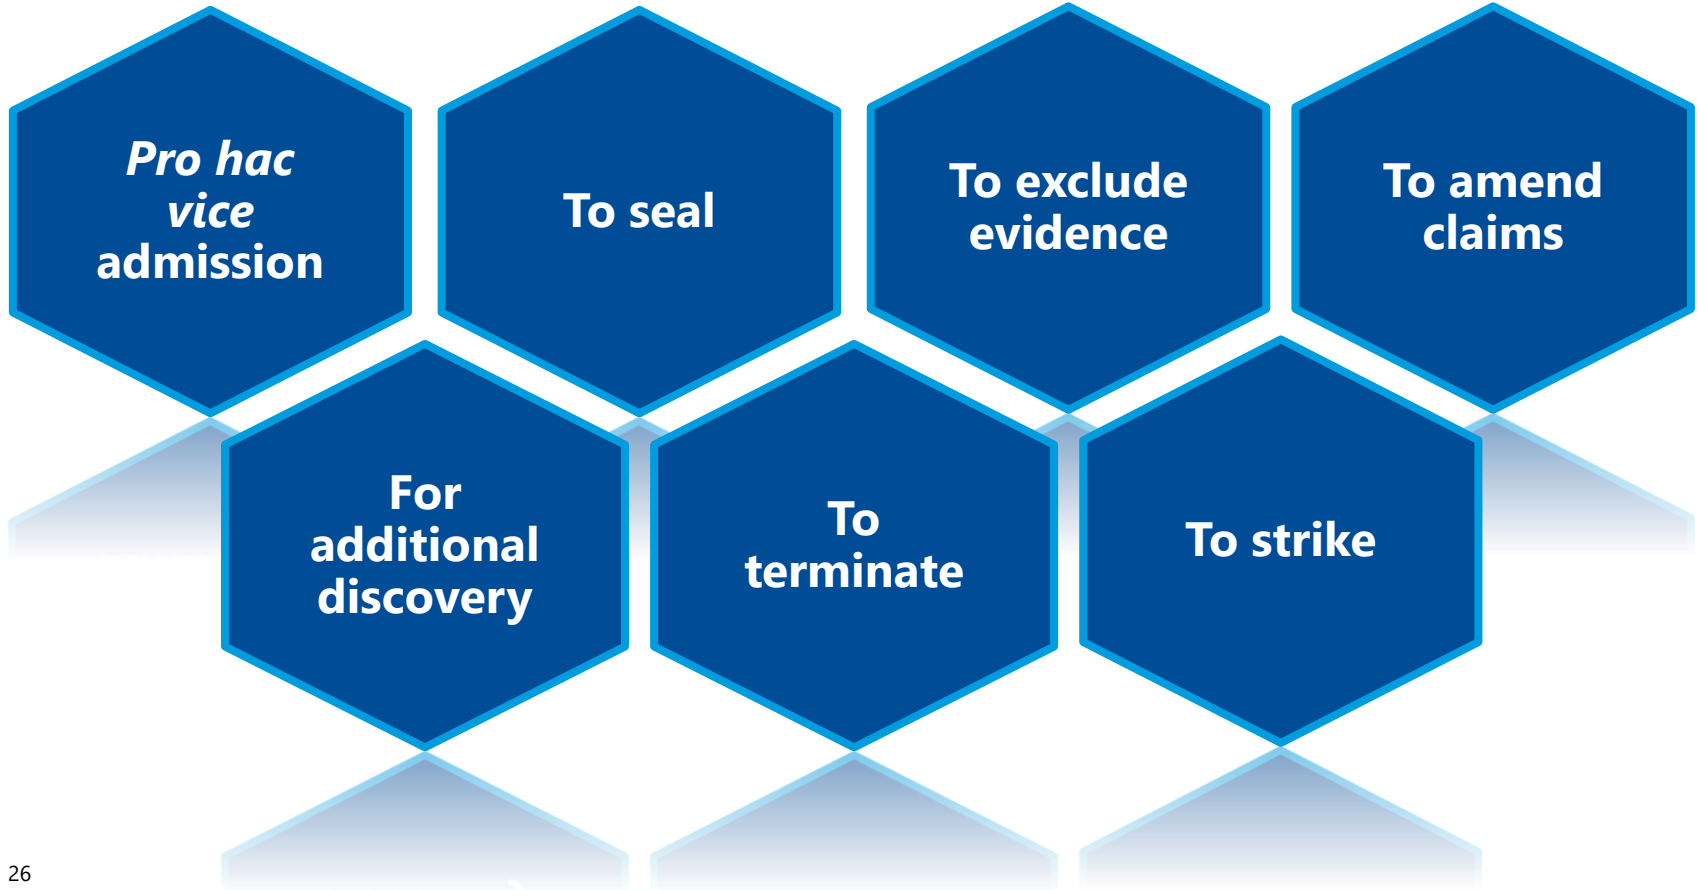 Pro hac
vice
admission
To seal
To exclude
evidence
To amend
claims
For
additional
discovery
To
terminate
To strike
26